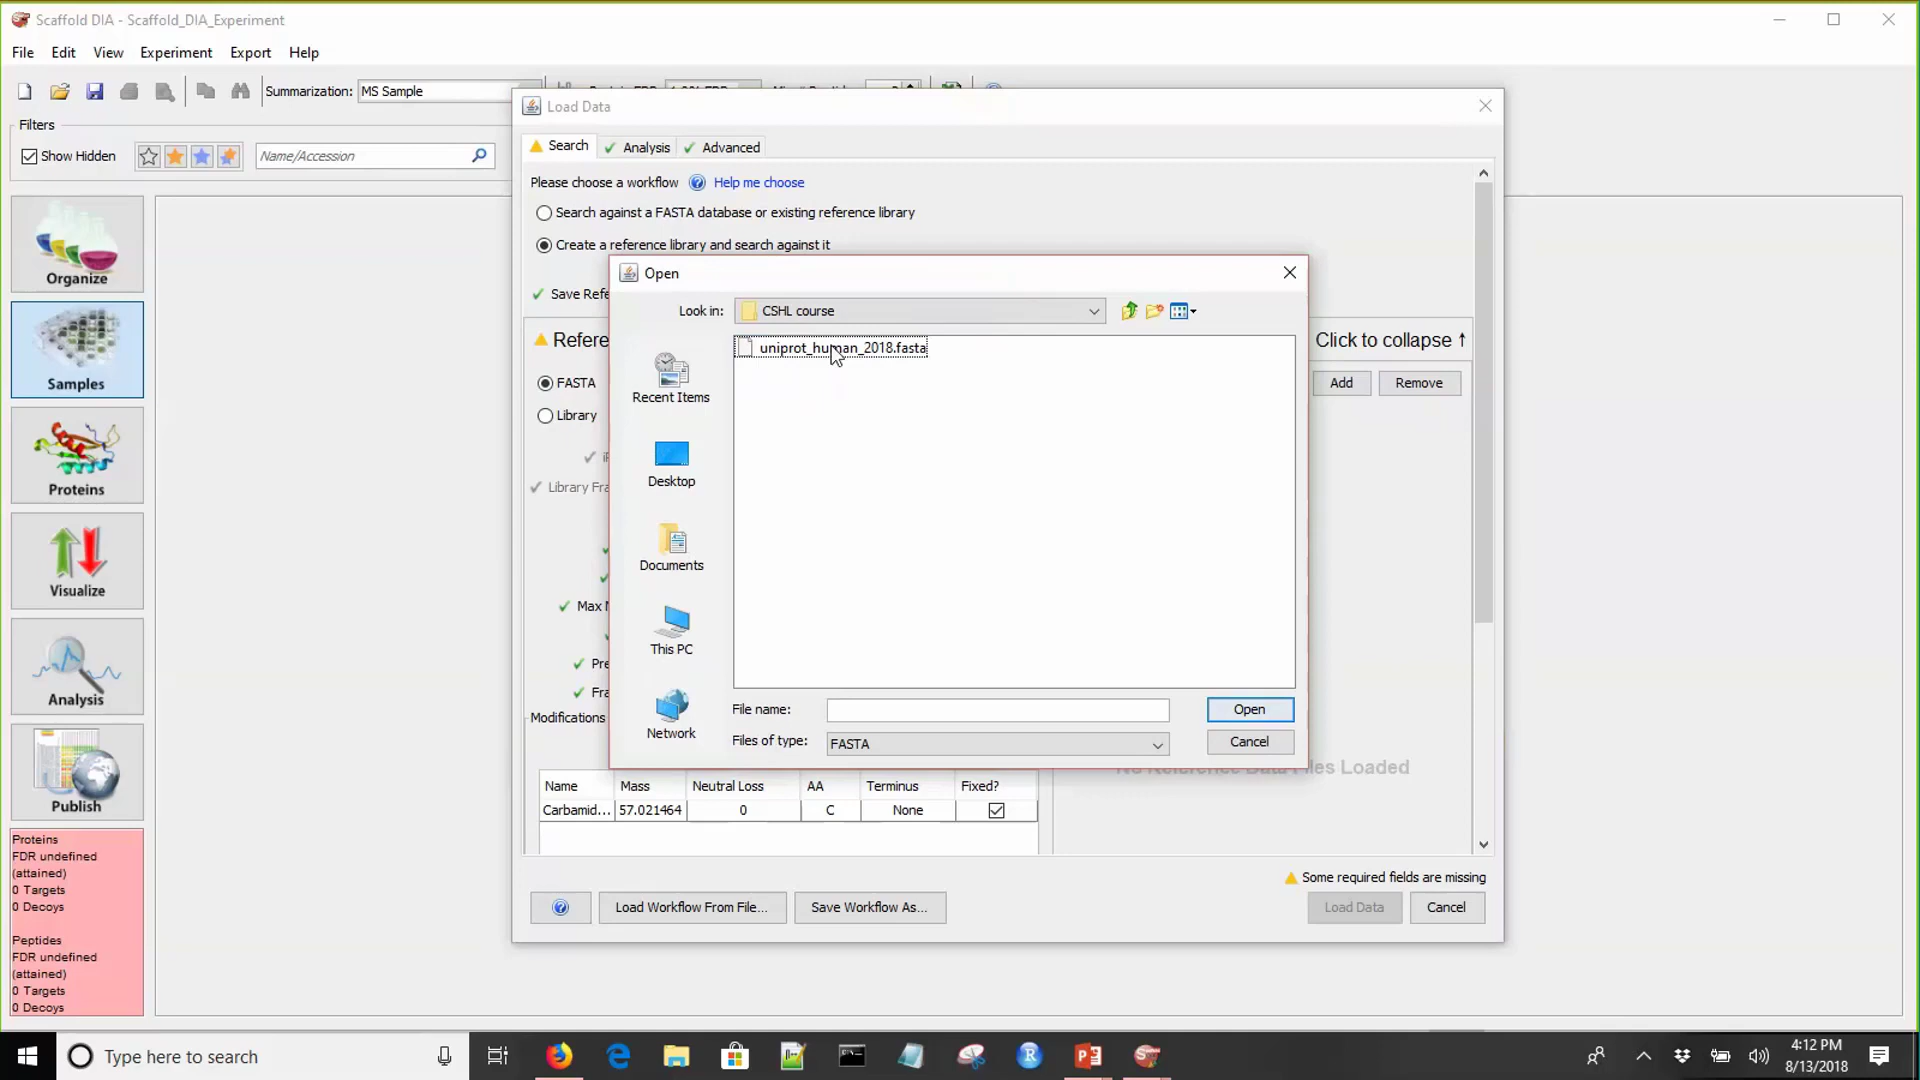 Scaffold DIA - Scaffold_DIA_Experiment
File Edit View Experiment Export Help
Summarization: MS Sample
Load Data
Filters
Show Hidden Name/Accession
Search Analysis Advanced
Please choose a workflow Help me choose
Search against a FASTA database or existing reference library
Create a reference library and search against it
Organize
Samples
Proteins
Visualize
Analysis
Publish
Save Refe
Refere
Click to collapse ↑
FASTA
Library
Add Remove
Library Fra
Max
Pre
Fra
Modifications
Open
Look in: CSHL course
uniprot_human_2018.fasta
Recent Items
Desktop
Documents
This PC
Network
File name:
Open
Files of type: FASTA
Cancel
Files Loaded
Name Mass Neutral Loss AA Terminus Fixed?
Carbamid... 57.021464 0 C None
Some required fields are missing
Load Workflow From File... Save Workflow As... Load Data Cancel
Proteins
FDR undefined
(attained)
0 Targets
0 Decoys
Peptides
FDR undefined
(attained)
0 Targets
0 Decoys
Type here to search
4:12 PM
8/13/2018